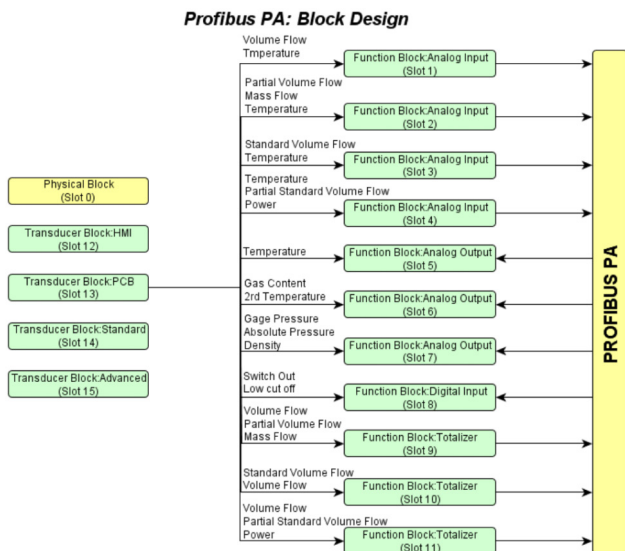 Profibus PA: Block Design
Volume Flow
Tmperature
Function Block:Analog Input
(Slot 1)
Partial Volume Flow
Mass Flow
Temperature
Function Block:Analog Input
(Slot 2)
Standard Volume Flow
Temperature
Function Block:Analog Input
(Slot 3)
Temperature
Partial Standard Volume Flow
Power
Function Block:Analog Input
(Slot 4)
Physical Block
(Slot 0)
Transducer Block:HMI
(Slot 12)
Transducer Block:PCB
(Slot 13)
Transducer Block:Standard
(Slot 14)
Transducer Block:Advanced
(Slot 15)
Temperature
Function Block:Analog Output
(Slot 5)
Gas Content
2rd Temperature
Function Block:Analog Output
(Slot 6)
Gage Pressure
Absolute Pressure
Density
Function Block:Analog Output
(Slot 7)
Switch Out
Low cut off
Function Block:Digital Input
(Slot 8)
Volume Flow
Partial Volume Flow
Mass Flow
Function Block:Totalizer
(Slot 9)
Standard Volume Flow
Volume Flow
Function Block:Totalizer
(Slot 10)
Volume Flow
Partial Standard Volume Flow
Power
Function Block:Totalizer
(Slot 11)
PROFIBUS PA